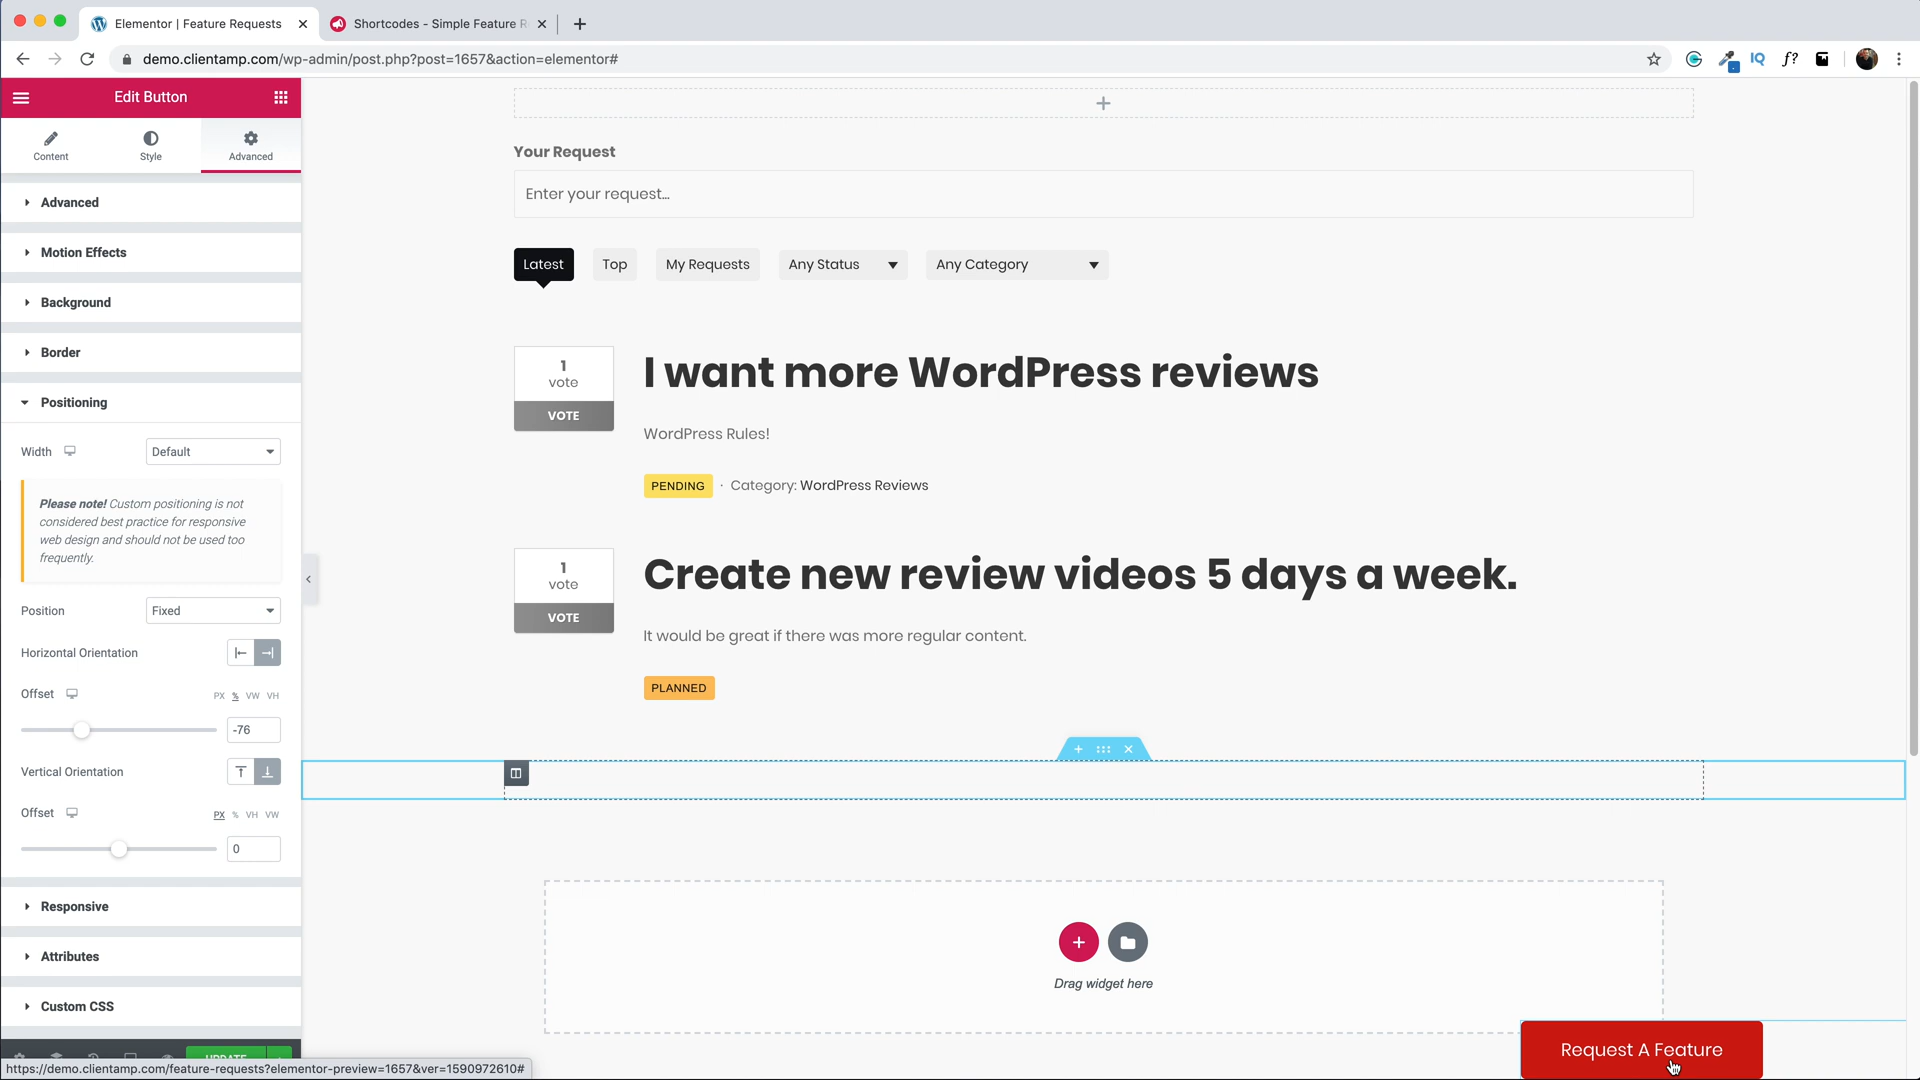 Elementor | Feature Requests
Shortcodes - Simple Feature R
demo.clientamp.com/wp-admin/post.php?post=1657&action=elementor#
IQ
f?
Edit Button
Content
Style
Advanced
Advanced
Motion Effects
Background
Border
Positioning
Width
Default
Please note! Custom positioning is not
considered best practice for responsive
web design and should not be used too
frequently.
Position
Fixed
Horizontal Orientation
Offset
PX % VW VH
-76
Vertical Orientation
Offset
PX % VH VW
0
Responsive
Attributes
Custom CSS
UPDATE
https://demo.clientamp.com/feature-requests?elementor-preview=1657&ver=1590972610#
Your Request
Enter your request...
Latest
Top
My Requests
Any Status
Any Category
1
vote
VOTE
I want more WordPress reviews
WordPress Rules!
PENDING · Category: WordPress Reviews
1
vote
VOTE
Create new review videos 5 days a week.
It would be great if there was more regular content.
PLANNED
Drag widget here
Request A Feature